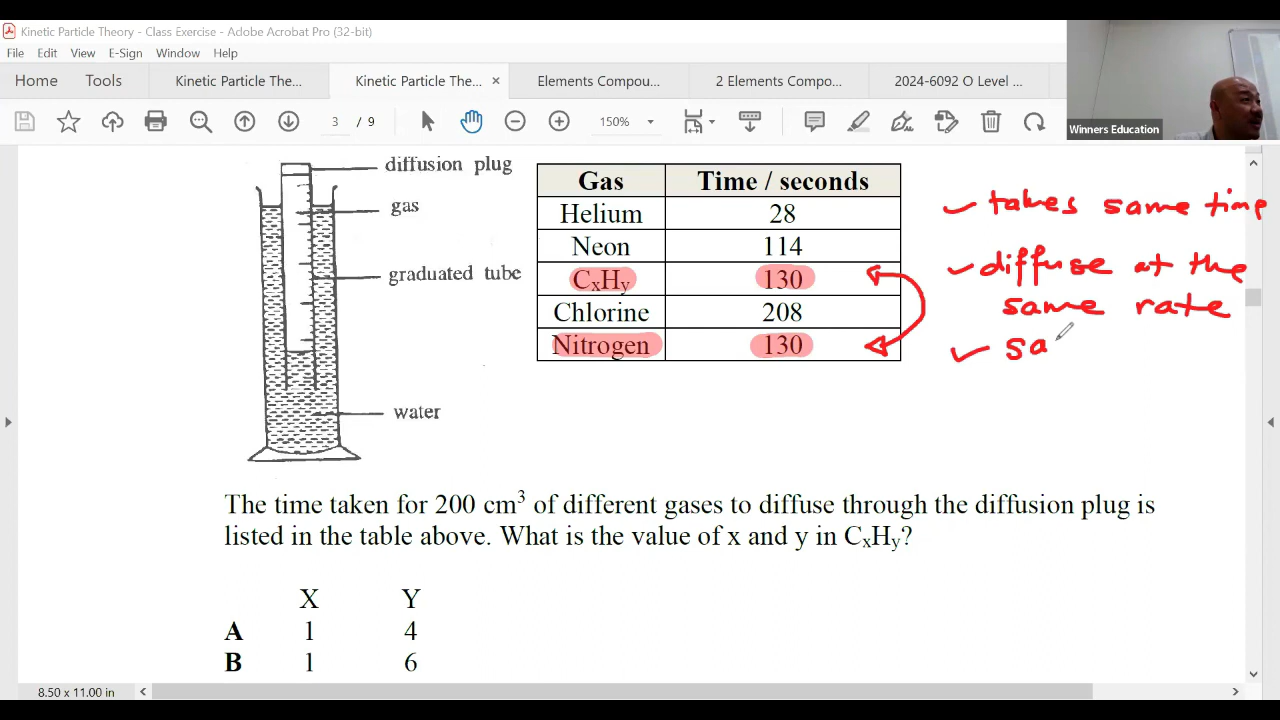 Kinetic Particle Theory - Class Exercise - Adobe Acrobat Pro (32-bit)
File Edit View E-Sign Window Help
Home Tools Kinetic Particle The... Kinetic Particle The... × Elements Compou... 2 Elements Compo... 2024-6092 O Level ...
3 / 9 150%
Winners Education
diffusion plug
gas
graduated tube
water
Gas Time / seconds
Helium 28
Neon 114
CxHy 130
Chlorine 208
Nitrogen 130
✓ takes same time
✓ diffuse at the
same rate
✓ sa
The time taken for 200 cm³ of different gases to diffuse through the diffusion plug is
listed in the table above. What is the value of x and y in CxHy?
X Y
A 1 4
B 1 6
8.50 x 11.00 in